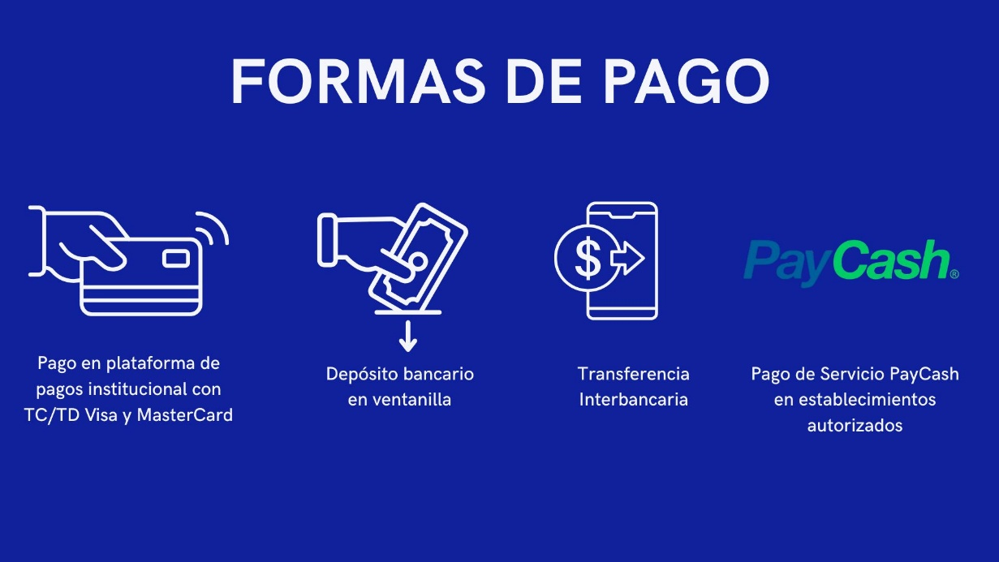 FORMAS DE PAGO
$
PayCash®
Pago en plataforma de
pagos institucional con
TC/TD Visa y MasterCard
Depósito bancario
en ventanilla
Transferencia
Interbancaria
Pago de Servicio PayCash
en establecimientos
autorizados